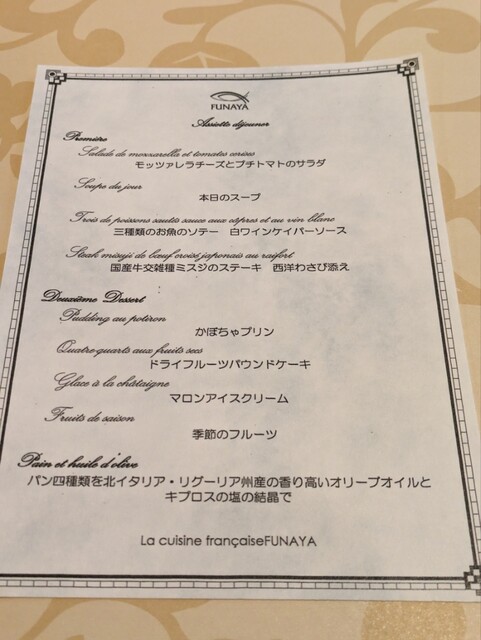 FUNAYA
Assiette déjeuner
Première
Salade de mozzarella et tomates cerises
モッツァレラチーズとプチトマトのサラダ
Soupe du jour
本日のスープ
Trois de poissons sautés sauce aux câpres et au vin blanc
三種類のお魚のソテー　白ワインケイパーソース
Steak misuji de bœuf croisé japonais au raifort
国産牛交雑種ミスジのステーキ　西洋わさび添え
Deuxième Dessert
Pudding au potiron
かぼちゃプリン
Quatre-quarts aux fruits secs
ドライフルーツパウンドケーキ
Glace à la châtaigne
マロンアイスクリーム
Fruits de saison
季節のフルーツ
Pain et huile d'olive
パン四種類を北イタリア・リグーリア州産の香り高いオリーブオイルと
キプロスの塩の結晶で
La cuisine françaiseFUNAYA